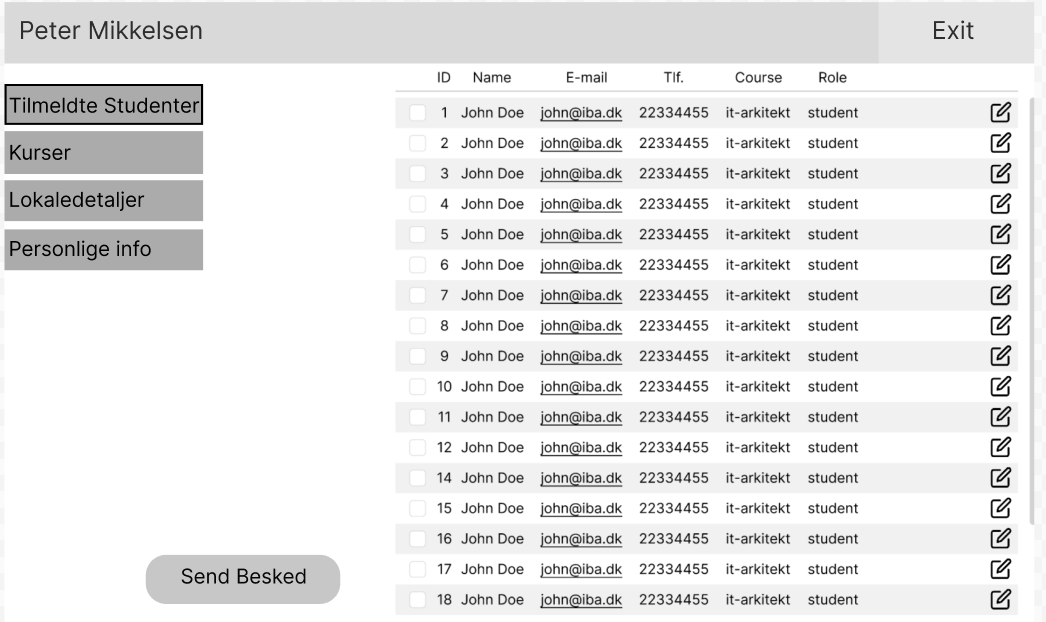 Peter Mikkelsen Exit
Tilmeldte Studenter
Kurser
Lokaledetaljer
Personlige info
Send Besked
ID Name E-mail Tlf. Course Role
1 John Doe john@iba.dk 22334455 it-arkitekt student
2 John Doe john@iba.dk 22334455 it-arkitekt student
3 John Doe john@iba.dk 22334455 it-arkitekt student
4 John Doe john@iba.dk 22334455 it-arkitekt student
5 John Doe john@iba.dk 22334455 it-arkitekt student
6 John Doe john@iba.dk 22334455 it-arkitekt student
7 John Doe john@iba.dk 22334455 it-arkitekt student
8 John Doe john@iba.dk 22334455 it-arkitekt student
9 John Doe john@iba.dk 22334455 it-arkitekt student
10 John Doe john@iba.dk 22334455 it-arkitekt student
11 John Doe john@iba.dk 22334455 it-arkitekt student
12 John Doe john@iba.dk 22334455 it-arkitekt student
14 John Doe john@iba.dk 22334455 it-arkitekt student
15 John Doe john@iba.dk 22334455 it-arkitekt student
16 John Doe john@iba.dk 22334455 it-arkitekt student
17 John Doe john@iba.dk 22334455 it-arkitekt student
18 John Doe john@iba.dk 22334455 it-arkitekt student